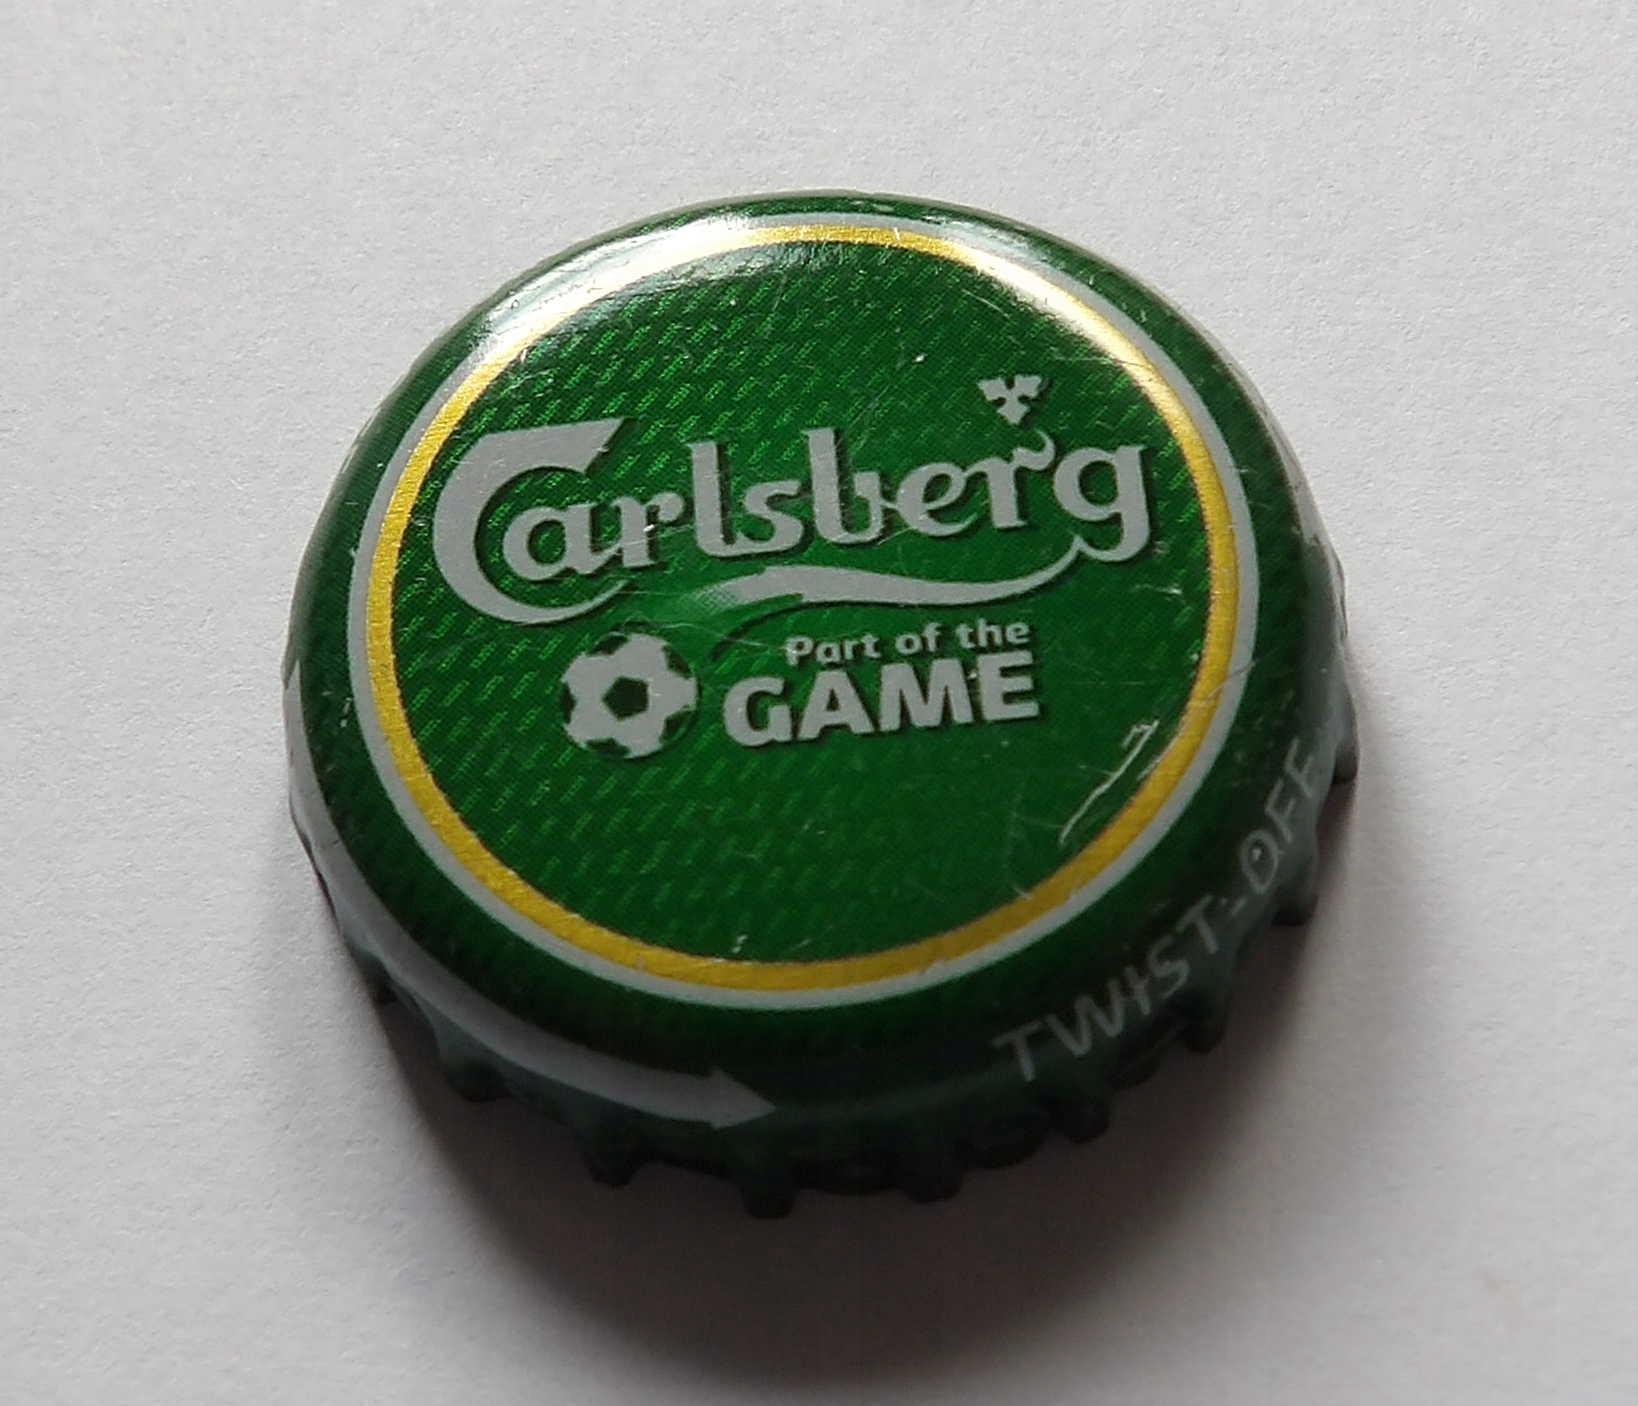 Carlsberg
Part of the
GAME
TWIST-OFF